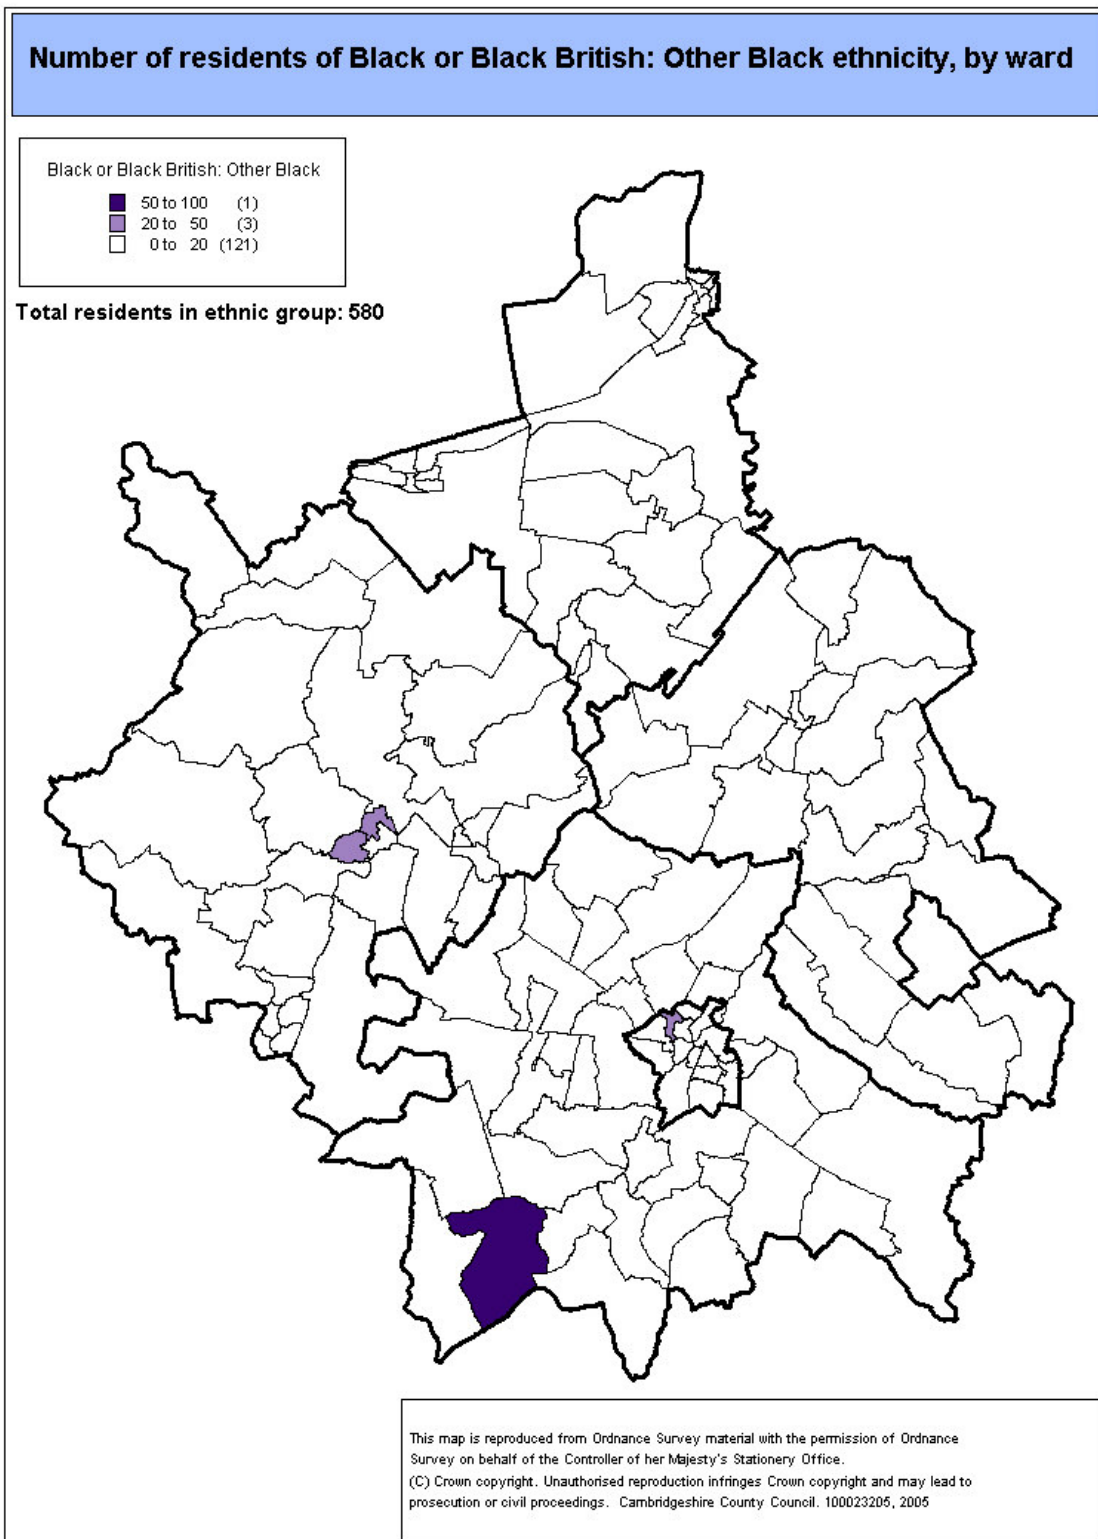 Number of residents of Black or Black British: Other Black ethnicity, by ward
Black or Black British: Other Black
50 to 100 (1)
20 to 50 (3)
0 to 20 (121)
Total residents in ethnic group: 580
This map is reproduced from Ordnance Survey material with the permission of Ordnance
Survey on behalf of the Controller of her Majesty's Stationery Office.
(C) Crown copyright. Unauthorised reproduction infringes Crown copyright and may lead to
prosecution or civil proceedings. Cambridgeshire County Council. 100023205, 2005